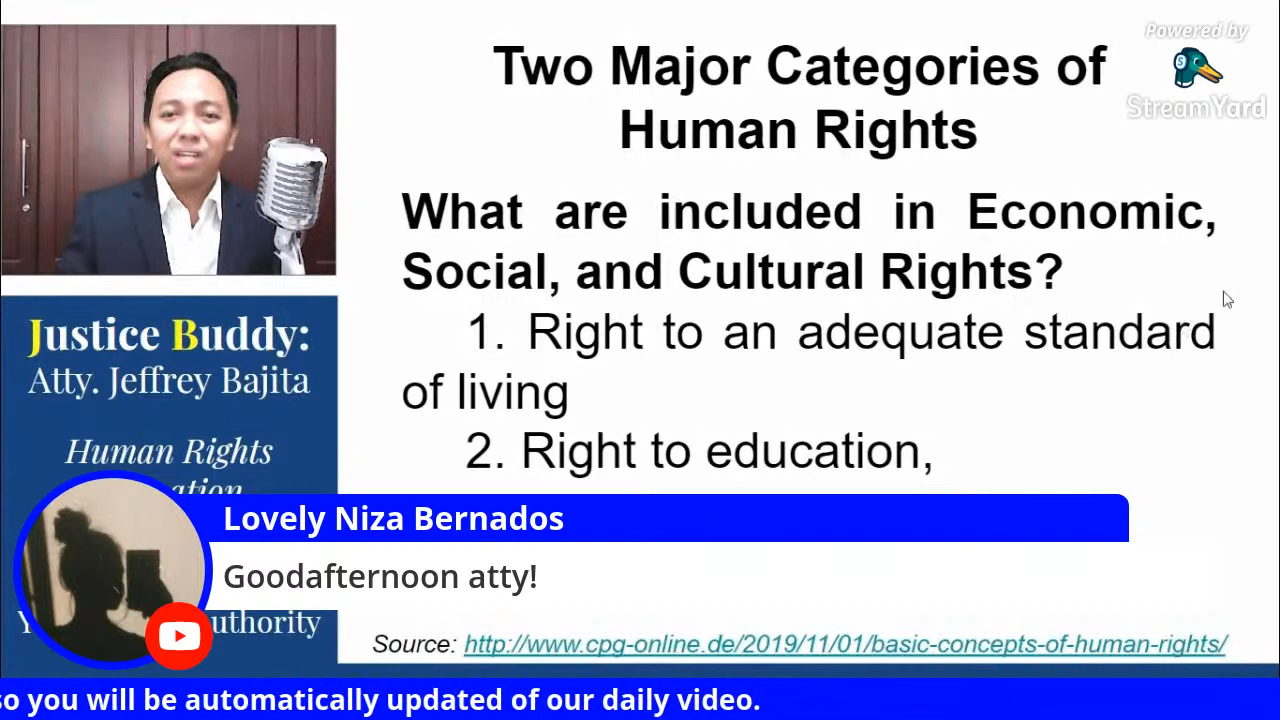 Powered by
StreamYard
Two Major Categories of
Human Rights
What are included in Economic,
Social, and Cultural Rights?
1. Right to an adequate standard
of living
2. Right to education,
Justice Buddy:
Atty. Jeffrey Bajita
Human Rights
Lovely Niza Bernados
Goodafternoon atty!
Source: http://www.cpg-online.de/2019/11/01/basic-concepts-of-human-rights/
so you will be automatically updated of our daily video.